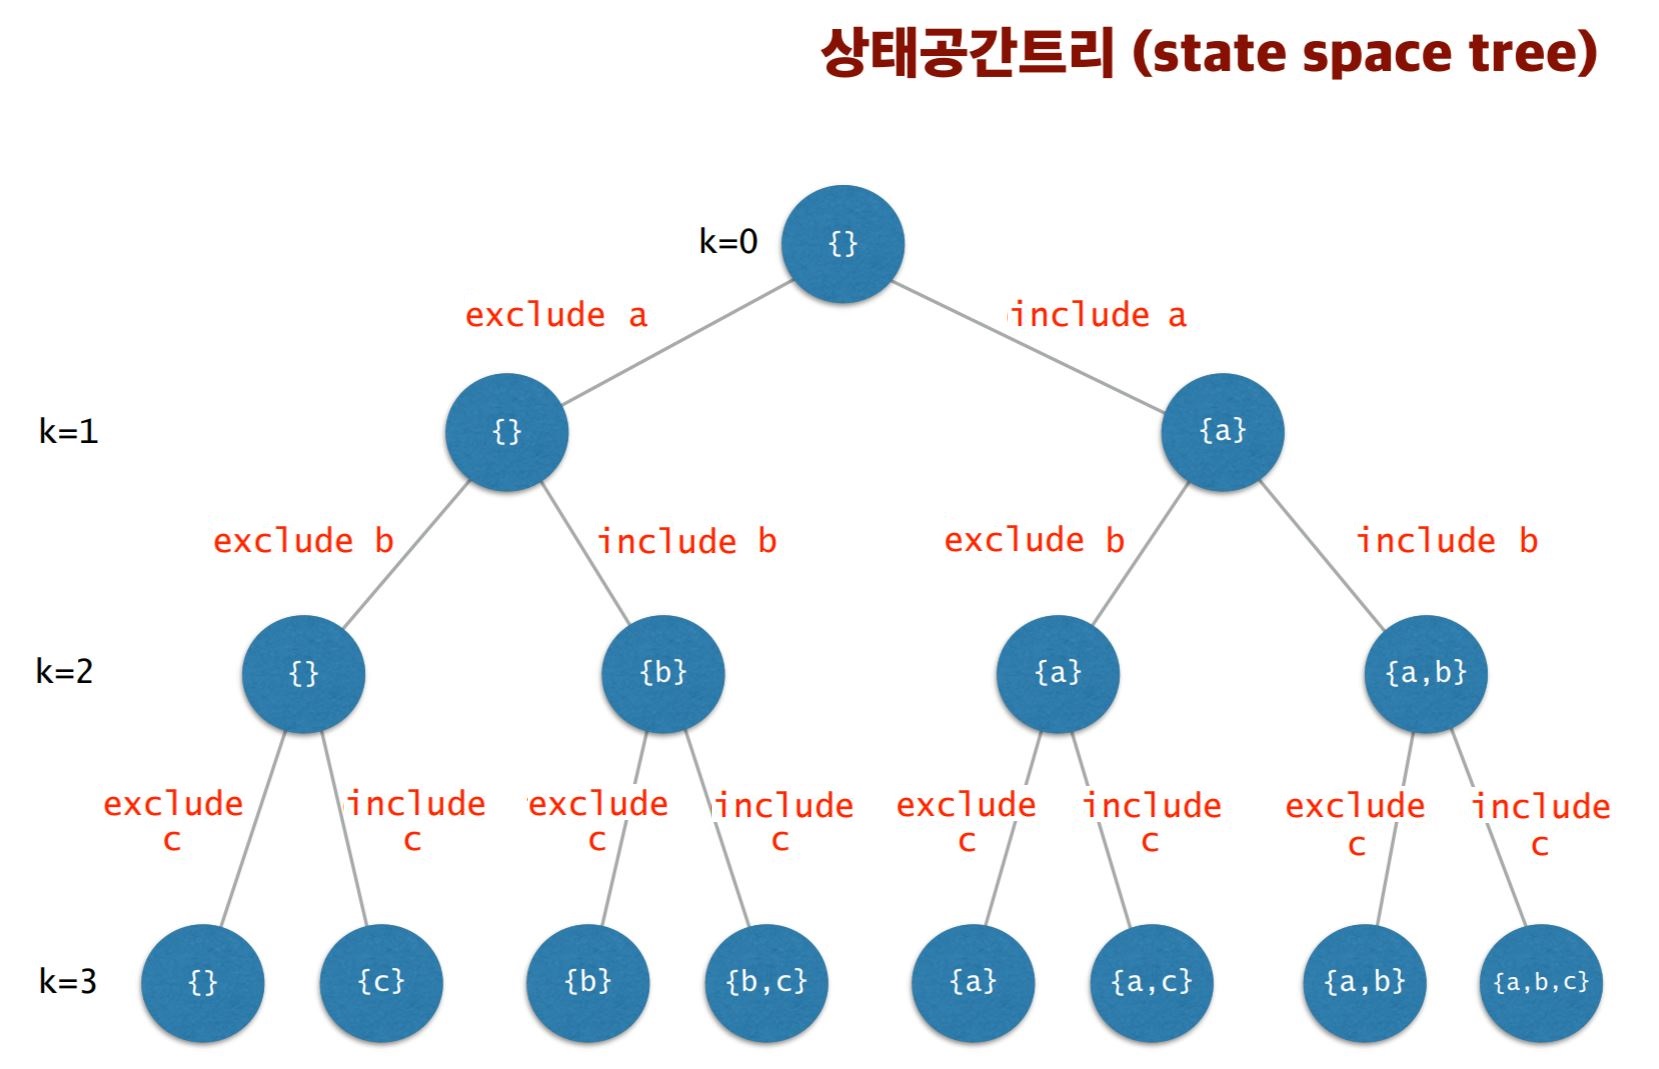 상태공간트리 (state space tree)
k=0
{}
exclude a
include a
k=1
{}
{a}
exclude b
include b
exclude b
include b
k=2
{}
{b}
{a}
{a,b}
exclude
c
include
c
exclude
c
include
c
exclude
c
include
c
exclude
c
include
c
k=3
{}
{c}
{b}
{b,c}
{a}
{a,c}
{a,b}
{a,b,c}